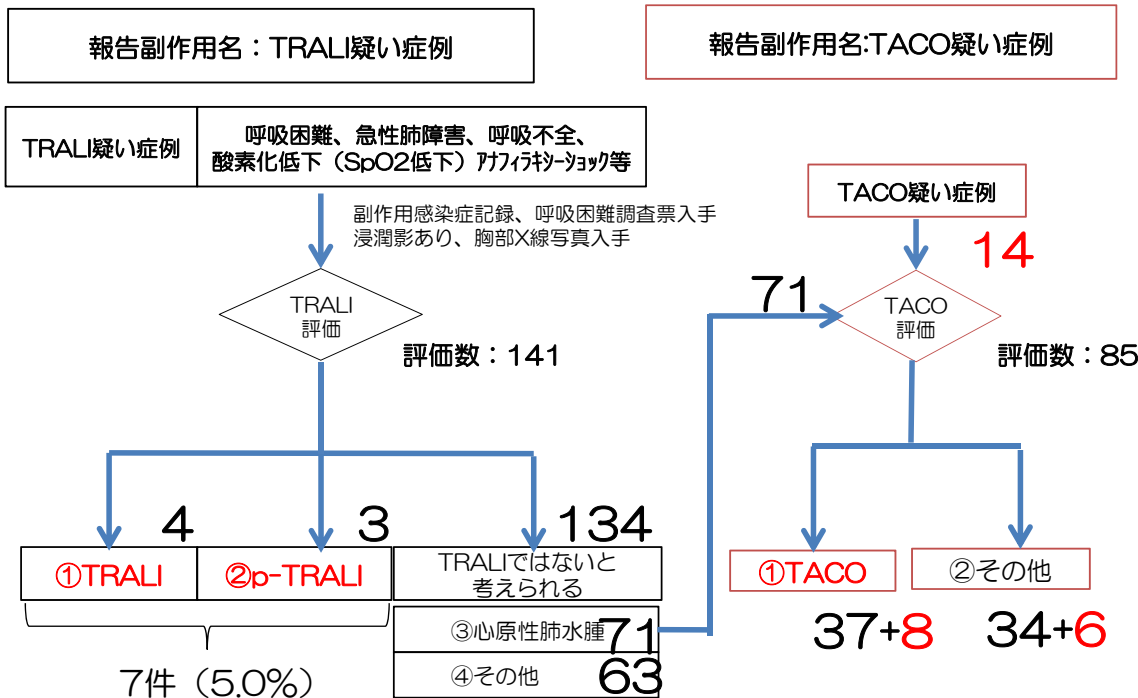 報告副作用名：TRALI疑い症例
報告副作用名:TACO疑い症例
TRALI疑い症例
呼吸困難、急性肺障害、呼吸不全、
酸素化低下（SpO2低下）ｱﾅﾌｨﾗｷｼｰｼｮｯｸ等
副作用感染症記録、呼吸困難調査票入手
浸潤影あり、胸部X線写真入手
TACO疑い症例
14
71
TRALI
評価
評価数：141
TACO
評価
評価数：85
4
3
134
①TRALI
②p-TRALI
TRALIではないと
考えられる
③心原性肺水腫
71
④その他
63
7件（5.0%）
①TACO
②その他
37+8
34+6